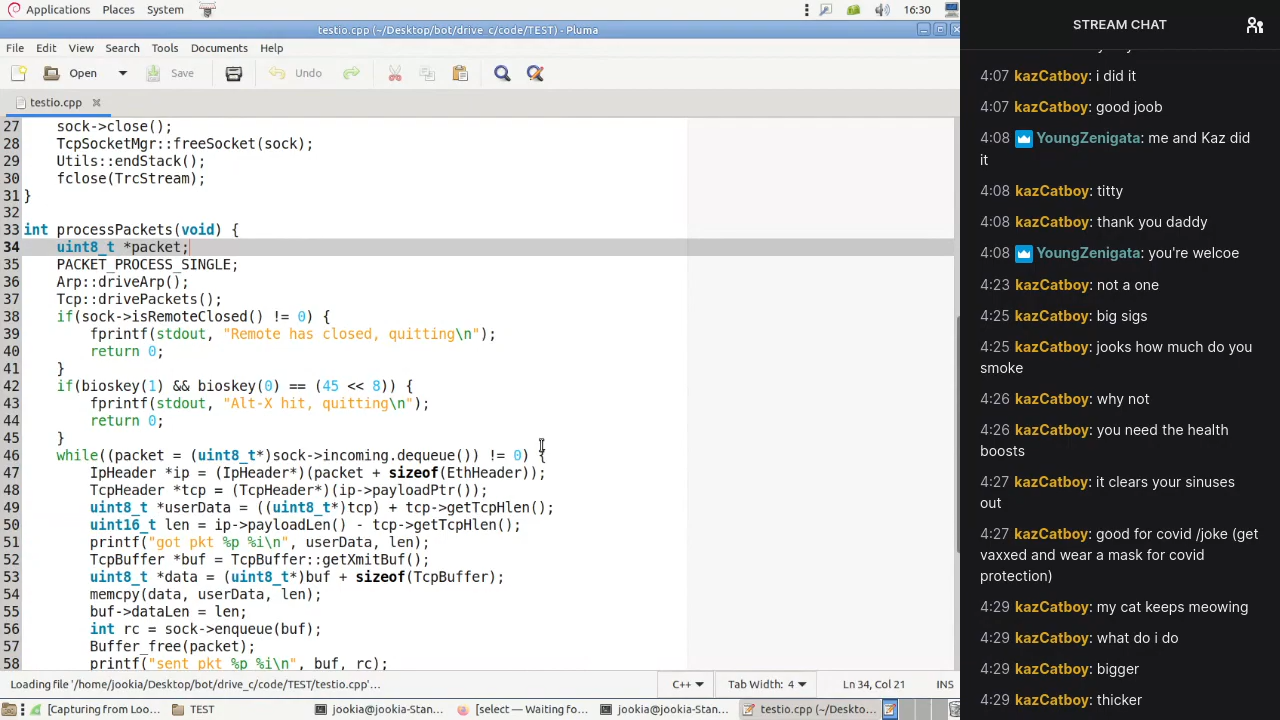 Applications Places System 16:30
testio.cpp (~/Desktop/bot/drive_c/code/TEST) - Pluma
File Edit View Search Tools Documents Help
Open Save Undo
testio.cpp
27 sock->close();
28 TcpSocketMgr::freeSocket(sock);
29 Utils::endStack();
30 fclose(TrcStream);
31 }
32
33 int processPackets(void) {
34 uint8_t *packet;
35 PACKET_PROCESS_SINGLE;
36 Arp::driveArp();
37 Tcp::drivePackets();
38 if(sock->isRemoteClosed() != 0) {
39 fprintf(stdout, "Remote has closed, quitting\n");
40 return 0;
41 }
42 if(bioskey(1) && bioskey(0) == (45 << 8)) {
43 fprintf(stdout, "Alt-X hit, quitting\n");
44 return 0;
45 }
46 while((packet = (uint8_t*)sock->incoming.dequeue()) != 0) {
47 IpHeader *ip = (IpHeader*)(packet + sizeof(EthHeader));
48 TcpHeader *tcp = (TcpHeader*)(ip->payloadPtr());
49 uint8_t *userData = ((uint8_t*)tcp) + tcp->getTcpHlen();
50 uint16_t len = ip->payloadLen() - tcp->getTcpHlen();
51 printf("got pkt %p %i\n", userData, len);
52 TcpBuffer *buf = TcpBuffer::getXmitBuf();
53 uint8_t *data = (uint8_t*)buf + sizeof(TcpBuffer);
54 memcpy(data, userData, len);
55 buf->dataLen = len;
56 int rc = sock->enqueue(buf);
57 Buffer_free(packet);
58 printf("sent pkt %p %i\n", buf, rc);
Loading file '/home/jookia/Desktop/bot/drive_c/code/TEST/testio.cpp'... C++ Tab Width: 4 Ln 34, Col 21 INS
[Capturing from Loo... TEST jookia@jookia-Stan... [select — Waiting fo... jookia@jookia-Stan... testio.cpp (~/Deskto...
STREAM CHAT
4:07 kazCatboy: i did it
4:07 kazCatboy: good joob
4:08 YoungZenigata: me and Kaz did
it
4:08 kazCatboy: titty
4:08 kazCatboy: thank you daddy
4:08 YoungZenigata: you're welcoe
4:23 kazCatboy: not a one
4:25 kazCatboy: big sigs
4:25 kazCatboy: jooks how much do you
smoke
4:26 kazCatboy: why not
4:26 kazCatboy: you need the health
boosts
4:27 kazCatboy: it clears your sinuses
out
4:27 kazCatboy: good for covid /joke (get
vaxxed and wear a mask for covid
protection)
4:29 kazCatboy: my cat keeps meowing
4:29 kazCatboy: what do i do
4:29 kazCatboy: bigger
4:29 kazCatboy: thicker